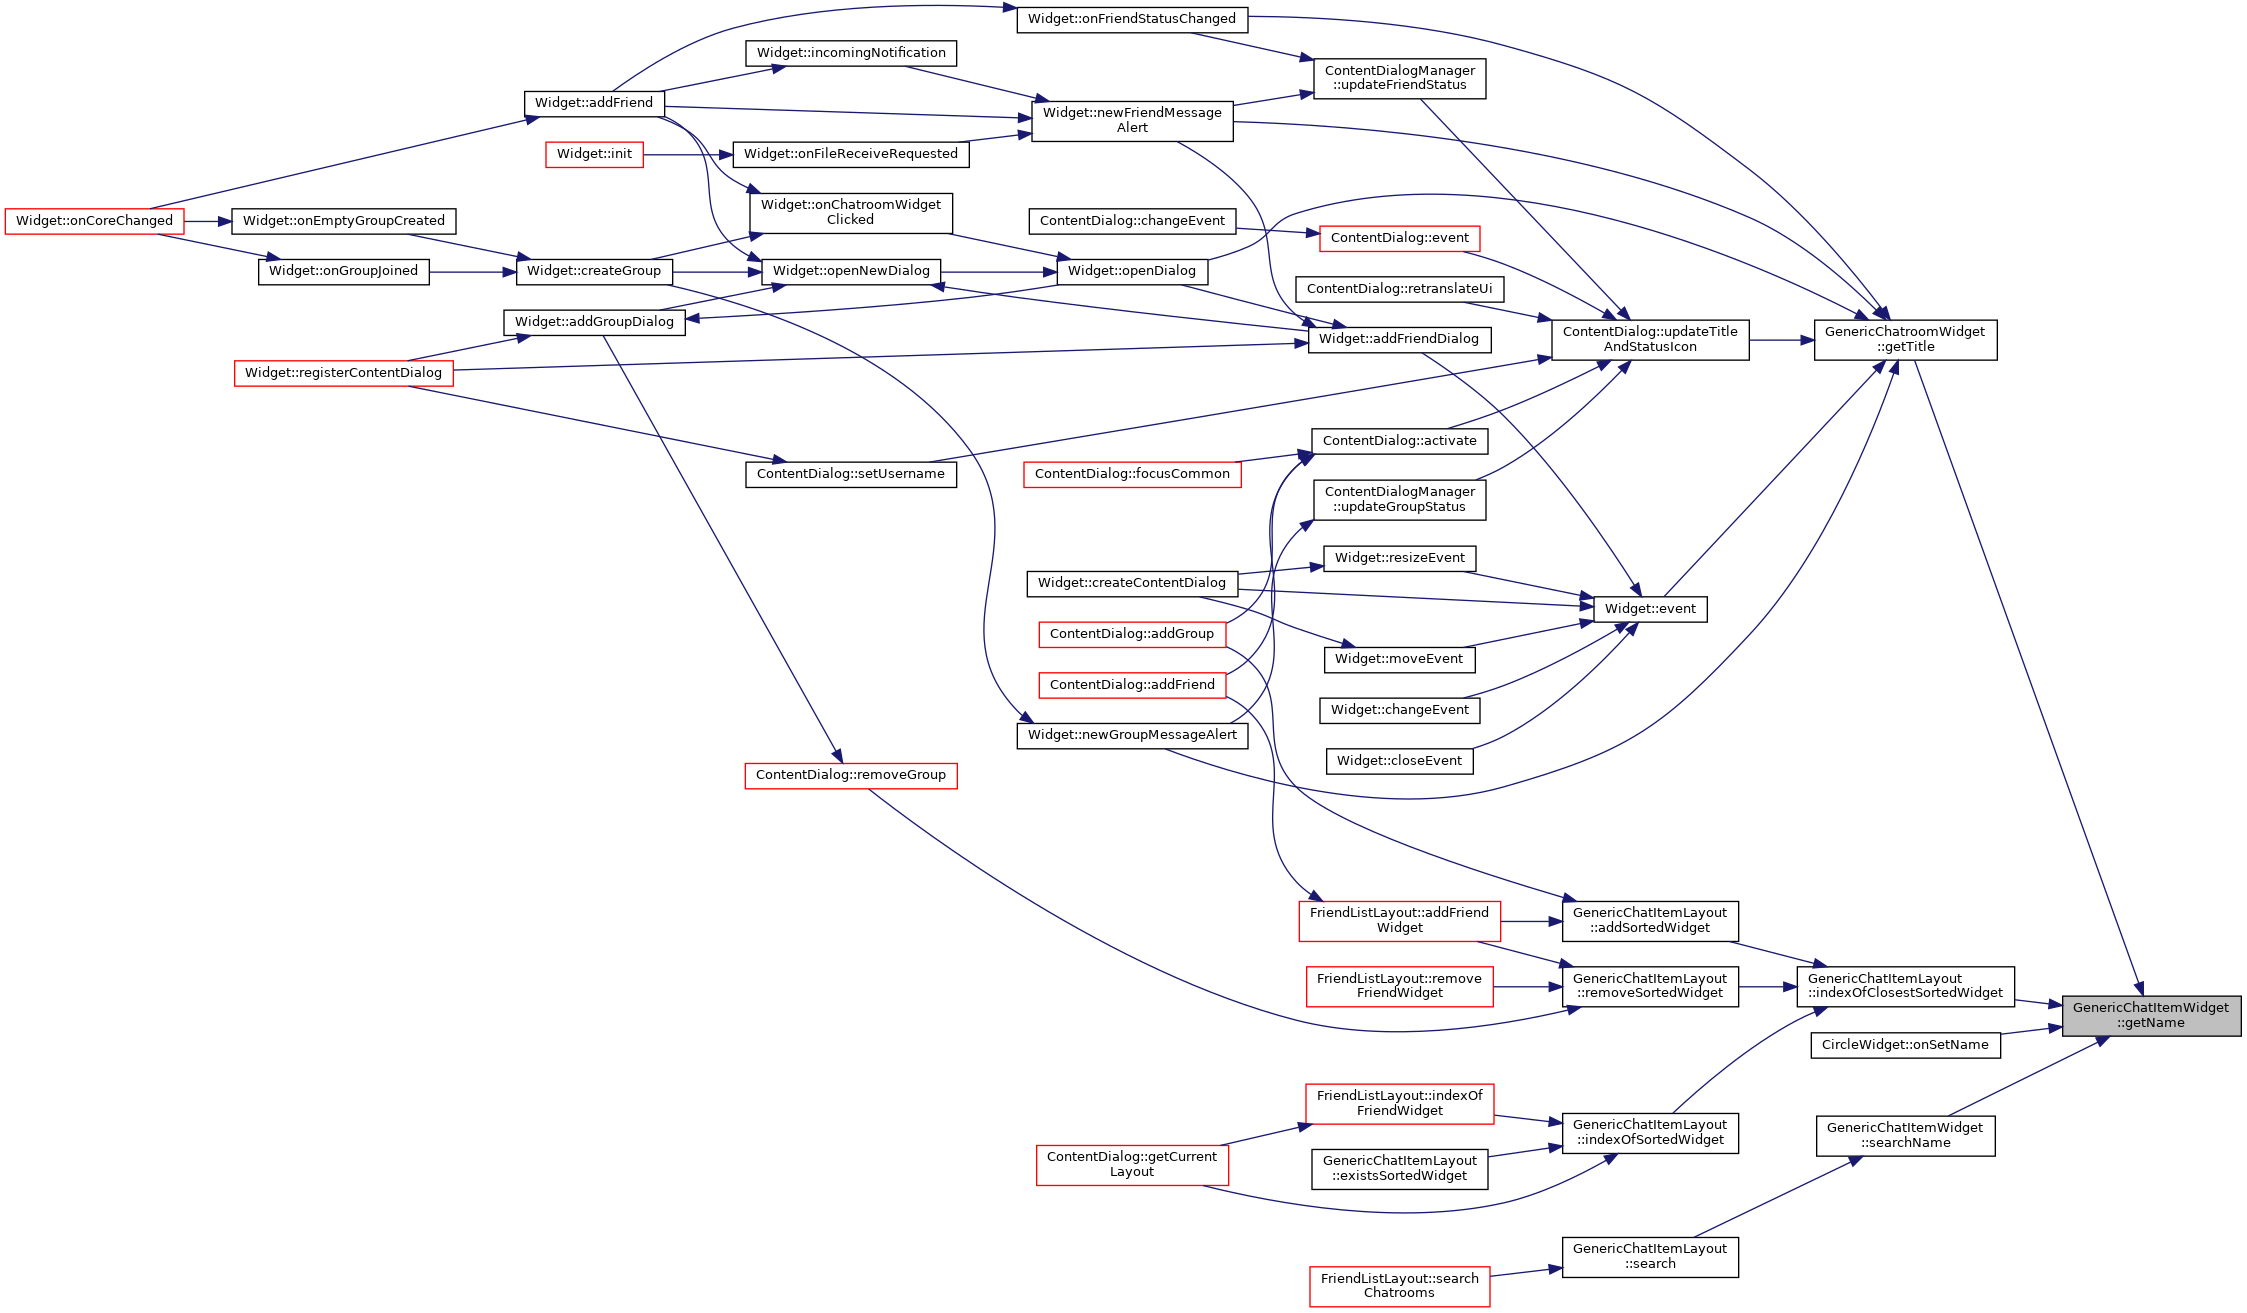 Widget::onFriendStatusChanged
Widget::incomingNotification
ContentDialogManager
::updateFriendStatus
Widget::addFriend
Widget::newFriendMessage
Alert
Widget::init
Widget::onFileReceiveRequested
Widget::onChatroomWidget
Clicked
Widget::onCoreChanged
Widget::onEmptyGroupCreated
ContentDialog::changeEvent
ContentDialog::event
Widget::onGroupJoined
Widget::createGroup
Widget::openNewDialog
Widget::openDialog
ContentDialog::retranslateUi
Widget::addGroupDialog
Widget::addFriendDialog
ContentDialog::updateTitle
AndStatusIcon
GenericChatroomWidget
::getTitle
Widget::registerContentDialog
ContentDialog::activate
ContentDialog::setUsername
ContentDialog::focusCommon
ContentDialogManager
::updateGroupStatus
Widget::resizeEvent
Widget::createContentDialog
Widget::event
ContentDialog::addGroup
Widget::moveEvent
ContentDialog::addFriend
Widget::changeEvent
Widget::newGroupMessageAlert
Widget::closeEvent
ContentDialog::removeGroup
FriendListLayout::addFriend
Widget
GenericChatItemLayout
::addSortedWidget
FriendListLayout::remove
FriendWidget
GenericChatItemLayout
::removeSortedWidget
GenericChatItemLayout
::indexOfClosestSortedWidget
GenericChatItemWidget
::getName
CircleWidget::onSetName
FriendListLayout::indexOf
FriendWidget
GenericChatItemLayout
::indexOfSortedWidget
GenericChatItemWidget
::searchName
ContentDialog::getCurrent
Layout
GenericChatItemLayout
::existsSortedWidget
GenericChatItemLayout
::search
FriendListLayout::search
Chatrooms